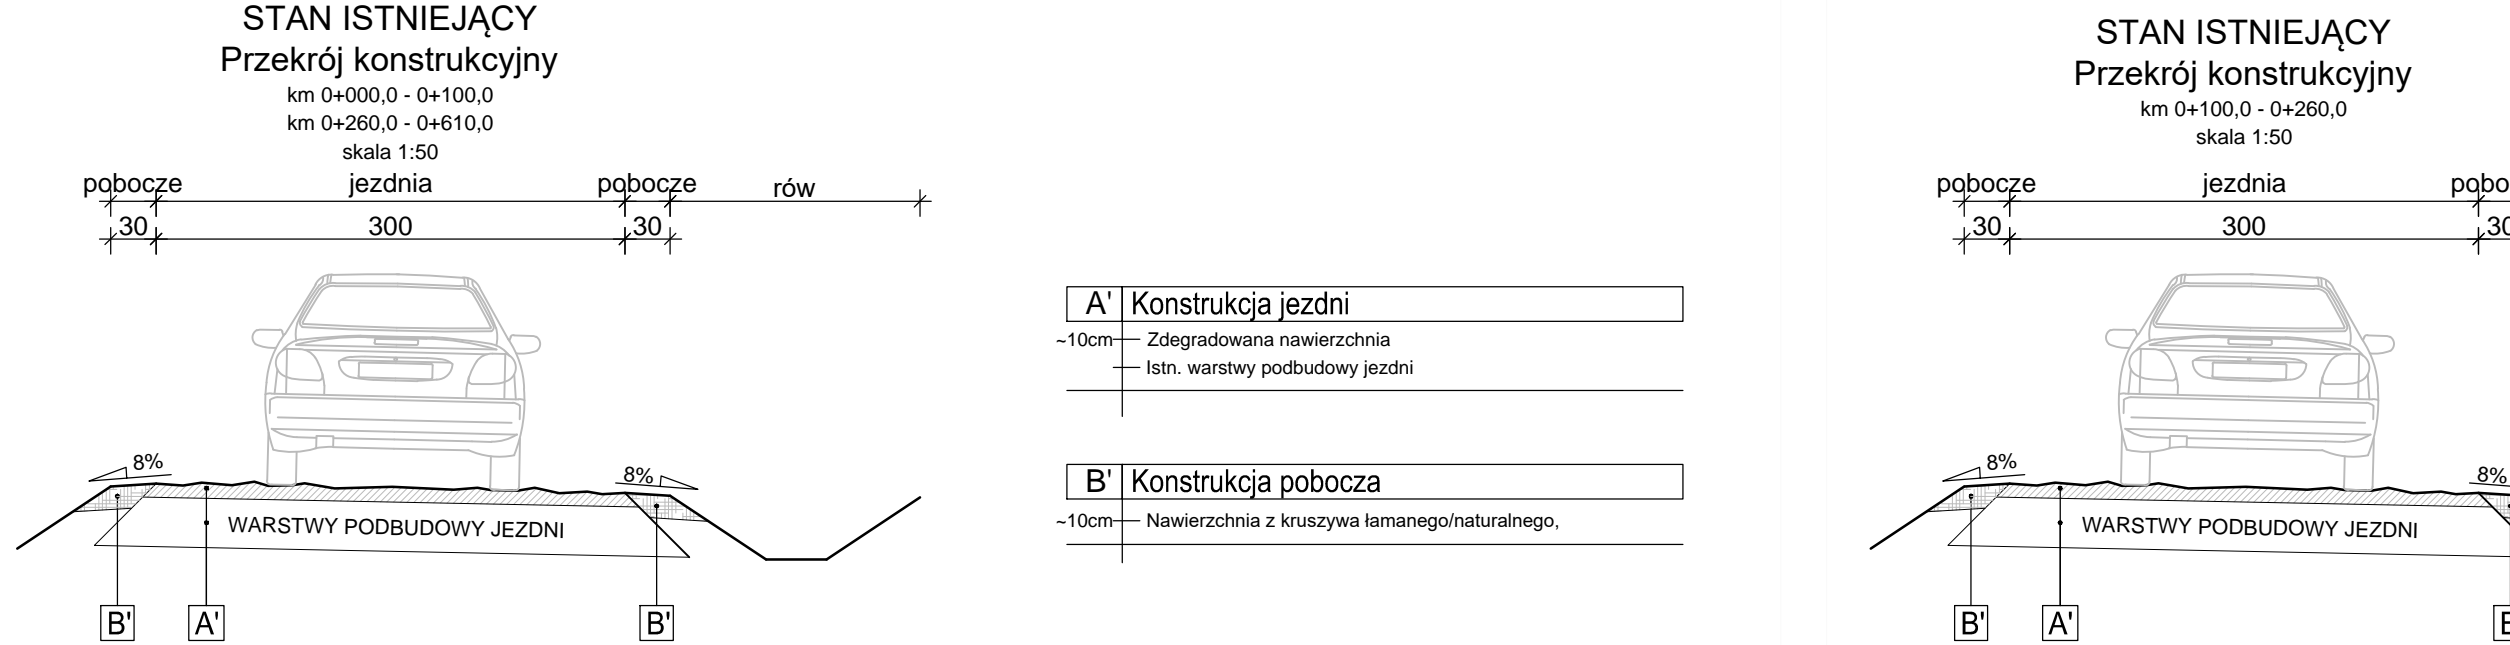 STAN ISTNIEJĄCY
Przekrój konstrukcyjny
km 0+000,0 - 0+100,0
km 0+260,0 - 0+610,0
skala 1:50
pobocze jezdnia pobocze rów
30 300 30
8% 8%
WARSTWY PODBUDOWY JEZDNI
B' A' B'
A' Konstrukcja jezdni
~10cm Zdegradowana nawierzchnia
Istn. warstwy podbudowy jezdni
B' Konstrukcja pobocza
~10cm Nawierzchnia z kruszywa łamanego/naturalnego,
STAN ISTNIEJĄCY
Przekrój konstrukcyjny
km 0+100,0 - 0+260,0
skala 1:50
pobocze jezdnia
30 300
8% 8%
WARSTWY PODBUDOWY JEZDNI
B' A'